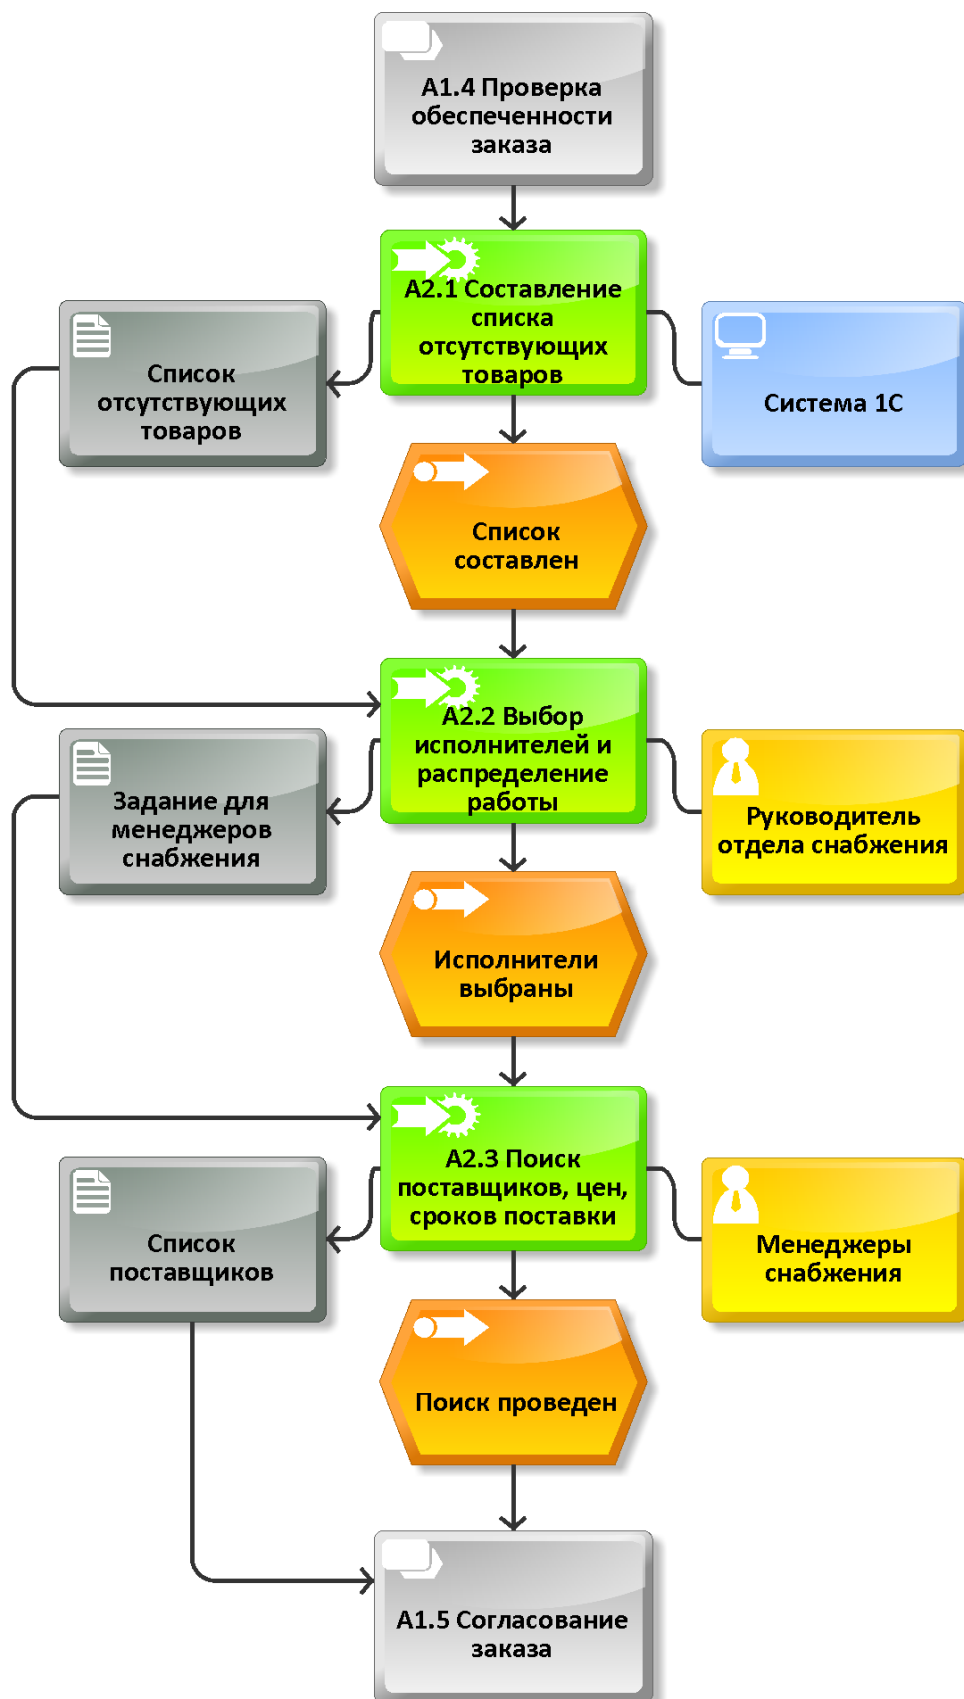 А1.4 Проверка
обеспеченности
заказа
А2.1 Составление
списка
отсутствующих
товаров
Список
отсутствующих
товаров
Система 1С
Список
составлен
А2.2 Выбор
исполнителей и
распределение
работы
Задание для
менеджеров
снабжения
Руководитель
отдела снабжения
Исполнители
выбраны
А2.3 Поиск
поставщиков, цен,
сроков поставки
Список
поставщиков
Менеджеры
снабжения
Поиск проведен
А1.5 Согласование
заказа